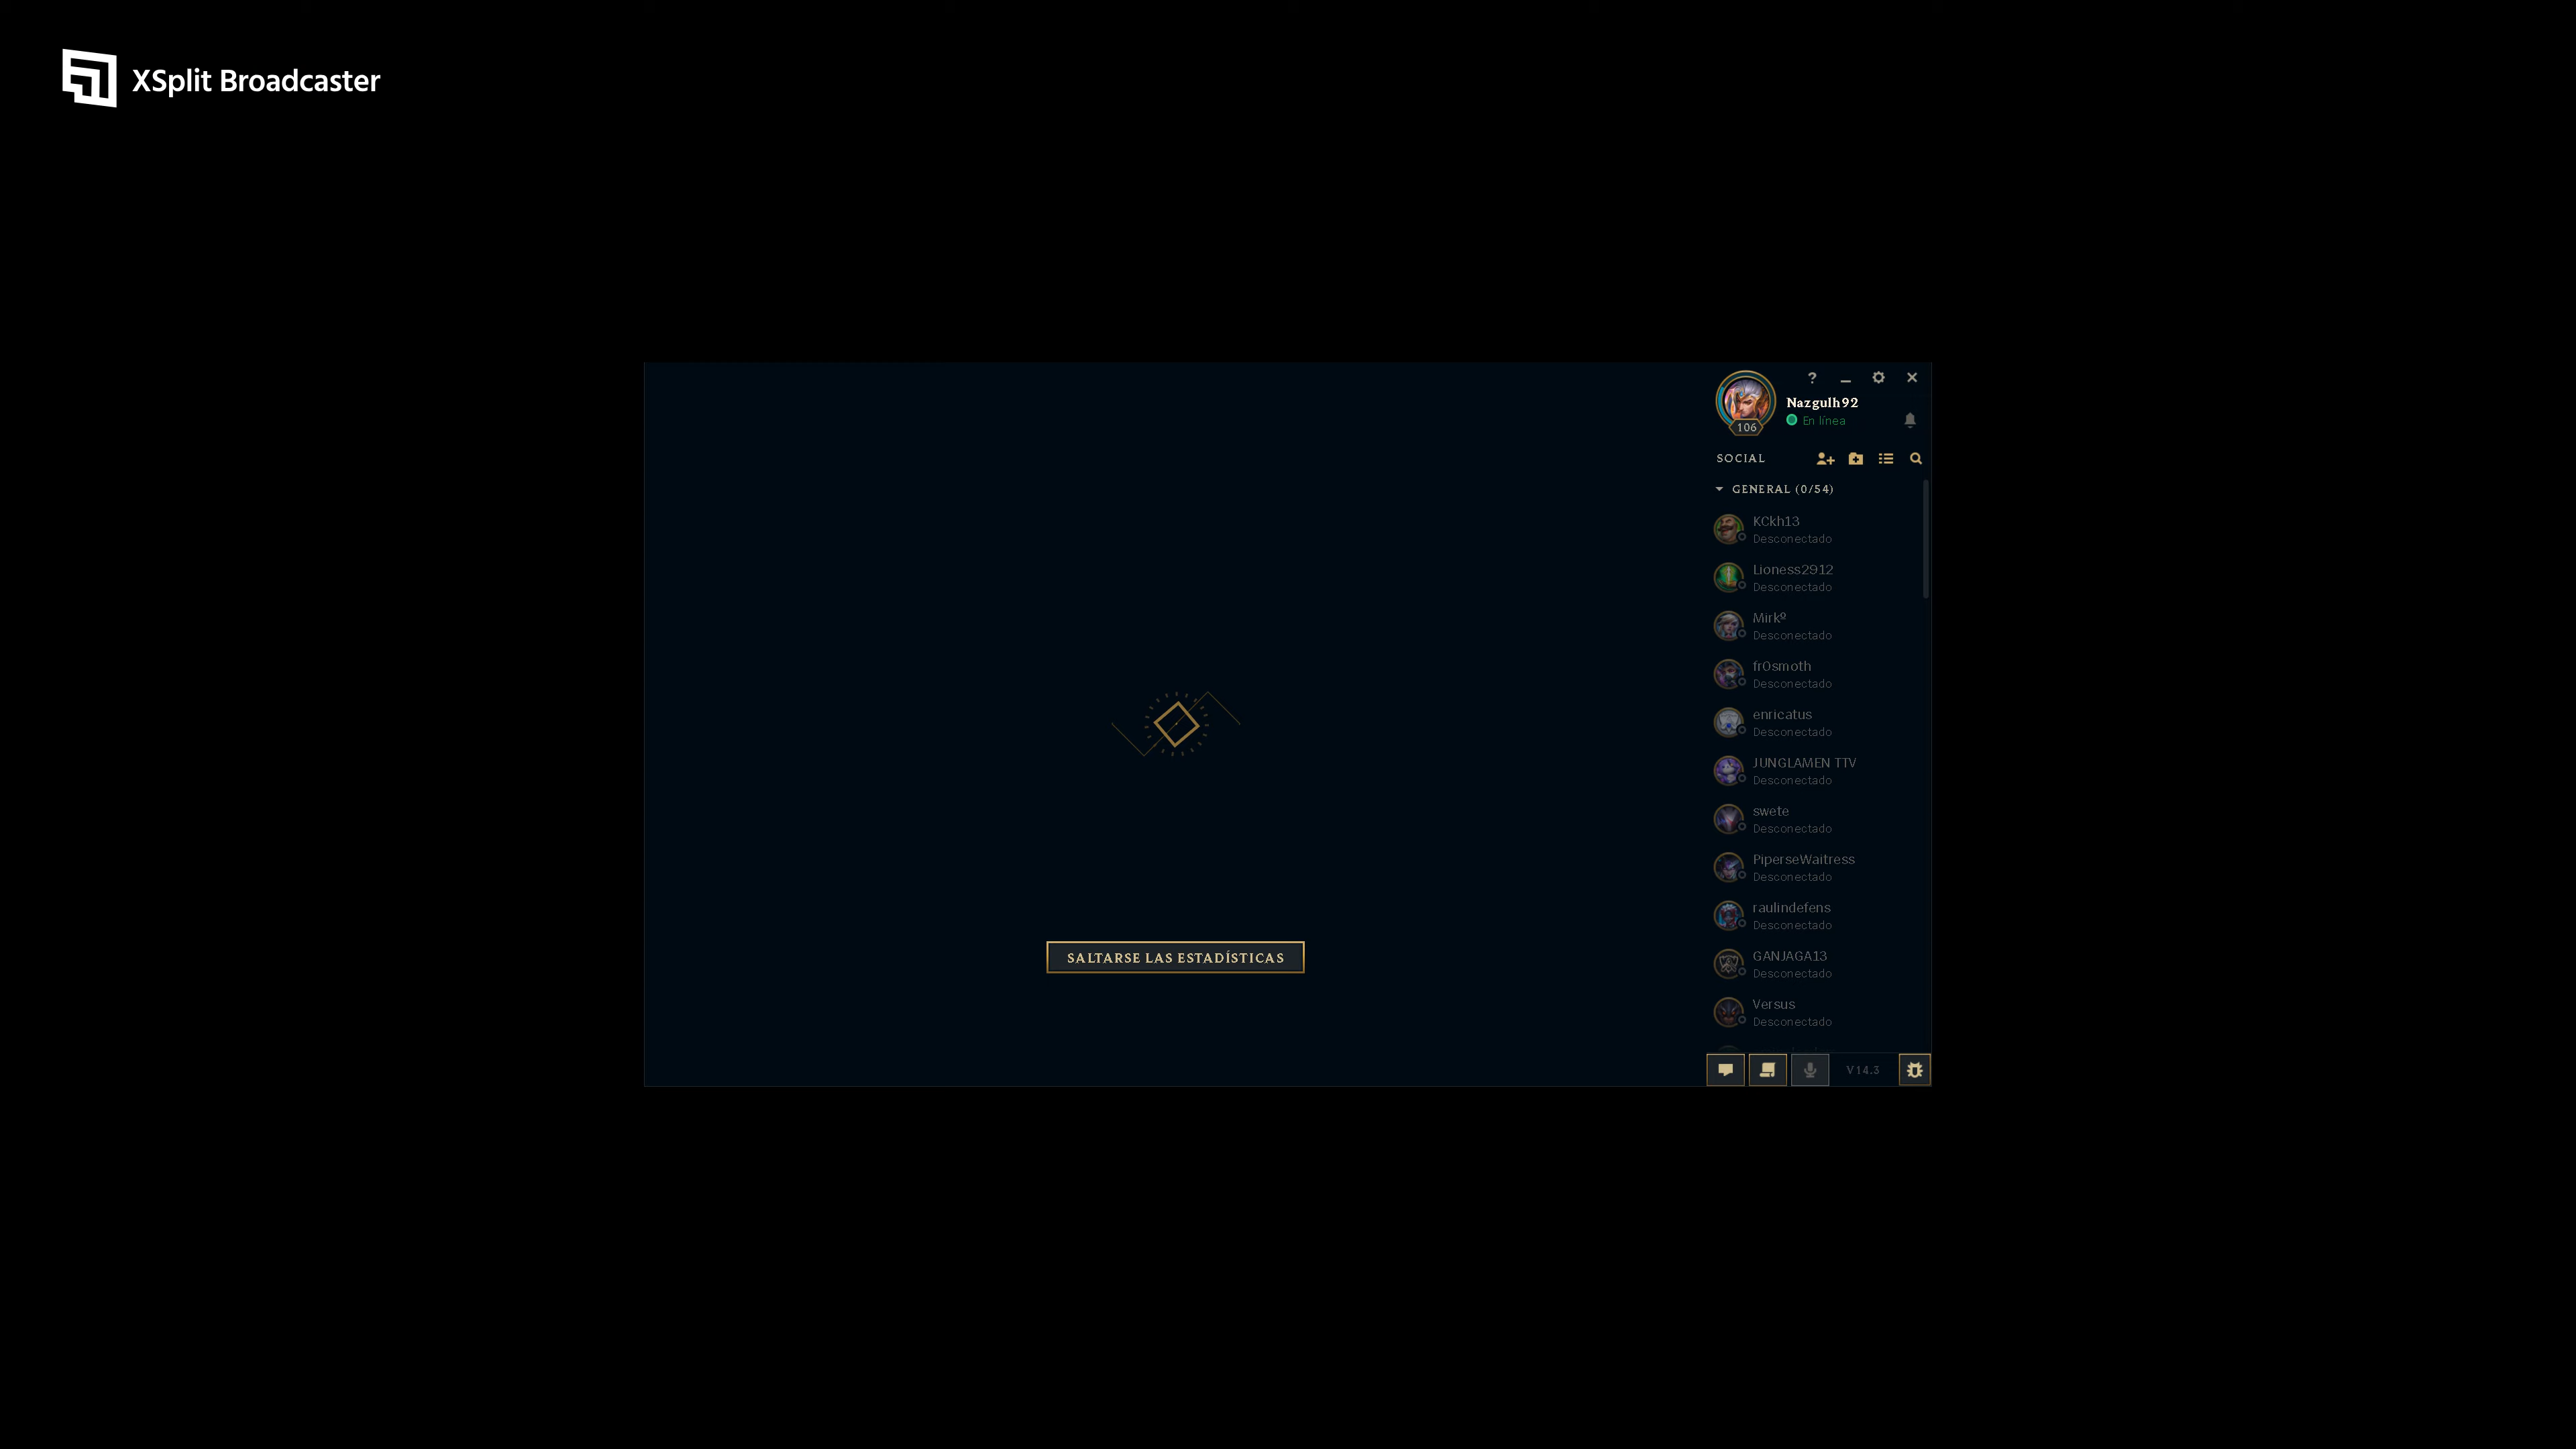 XSplit Broadcaster
?
Nazgulh92
106
En línea
SOCIAL
GENERAL (0/54)
KCkh13
Desconectado
Lioness2912
Desconectado
Mirkº
Desconectado
fr0smoth
Desconectado
enricatus
Desconectado
JUNGLAMEN TTV
Desconectado
swete
Desconectado
PiperseWaitress
Desconectado
raulindefens
Desconectado
GANJAGA13
Desconectado
Versus
Desconectado
SALTARSE LAS ESTADÍSTICAS
V14.3